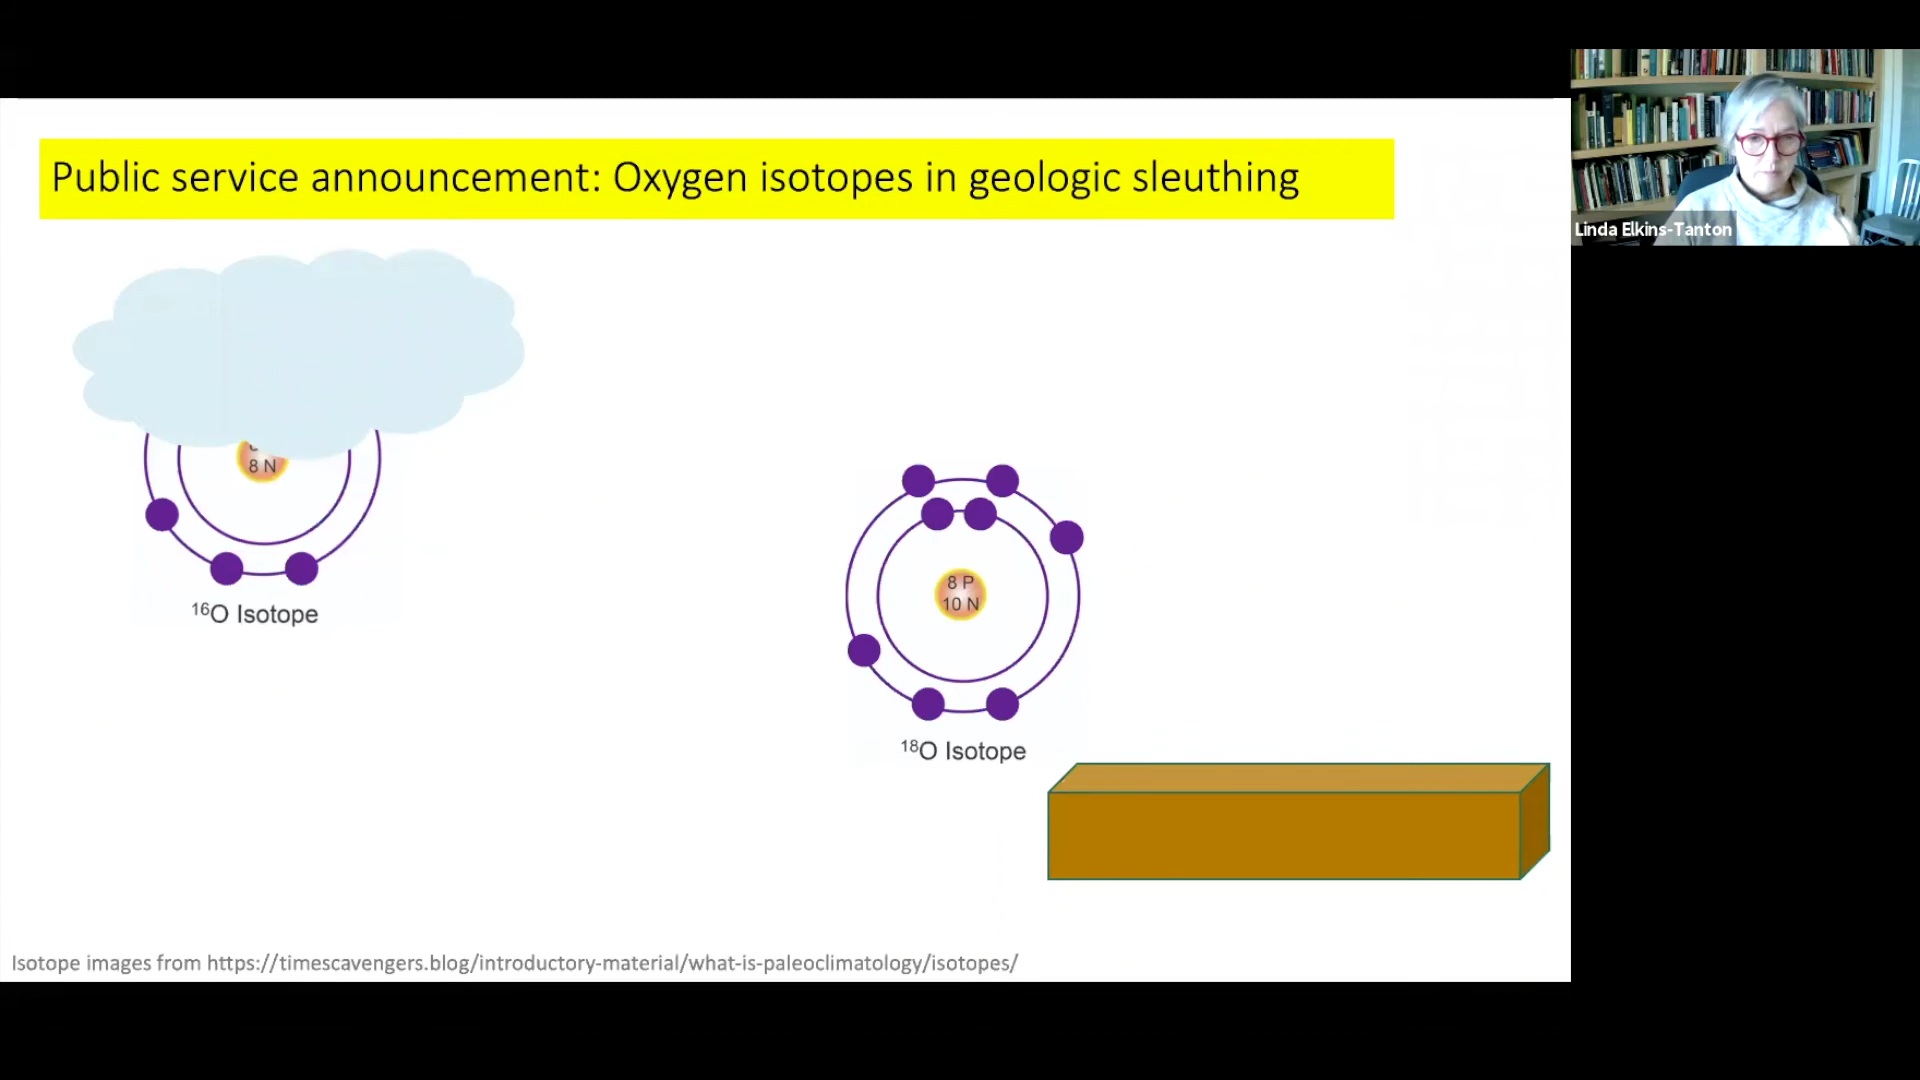 Public service announcement: Oxygen isotopes in geologic sleuthing
Linda Elkins-Tanton
8 N
¹⁶O Isotope
8 P
10 N
¹⁸O Isotope
Isotope images from https://timescavengers.blog/introductory-material/what-is-paleoclimatology/isotopes/